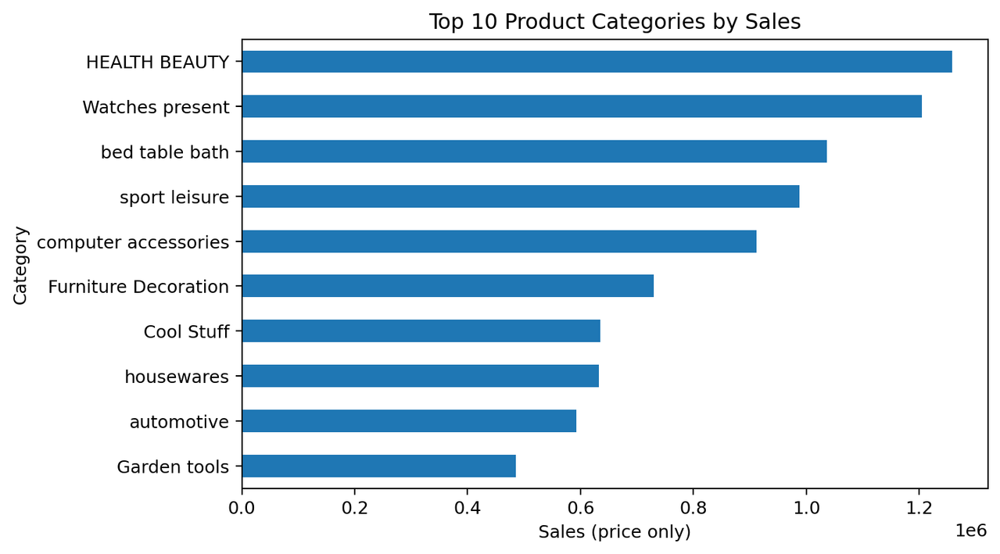 Top 10 Product Categories by Sales
HEALTH BEAUTY
Watches present
bed table bath
sport leisure
computer accessories
Furniture Decoration
Cool Stuff
housewares
automotive
Garden tools
Category
0.0 0.2 0.4 0.6 0.8 1.0 1.2
1e6
Sales (price only)